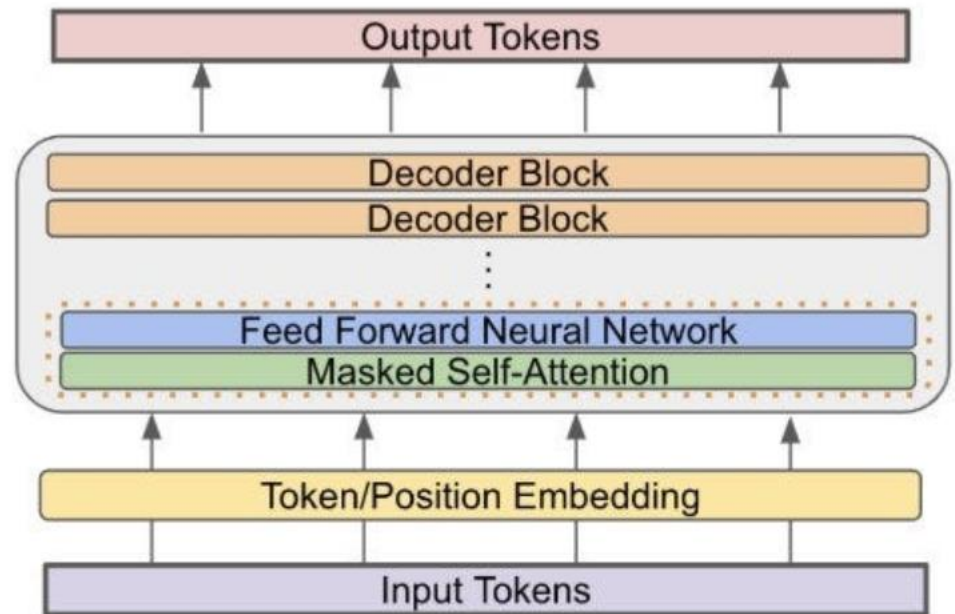 Output Tokens
Decoder Block
Decoder Block
Feed Forward Neural Network
Masked Self-Attention
Token/Position Embedding
Input Tokens